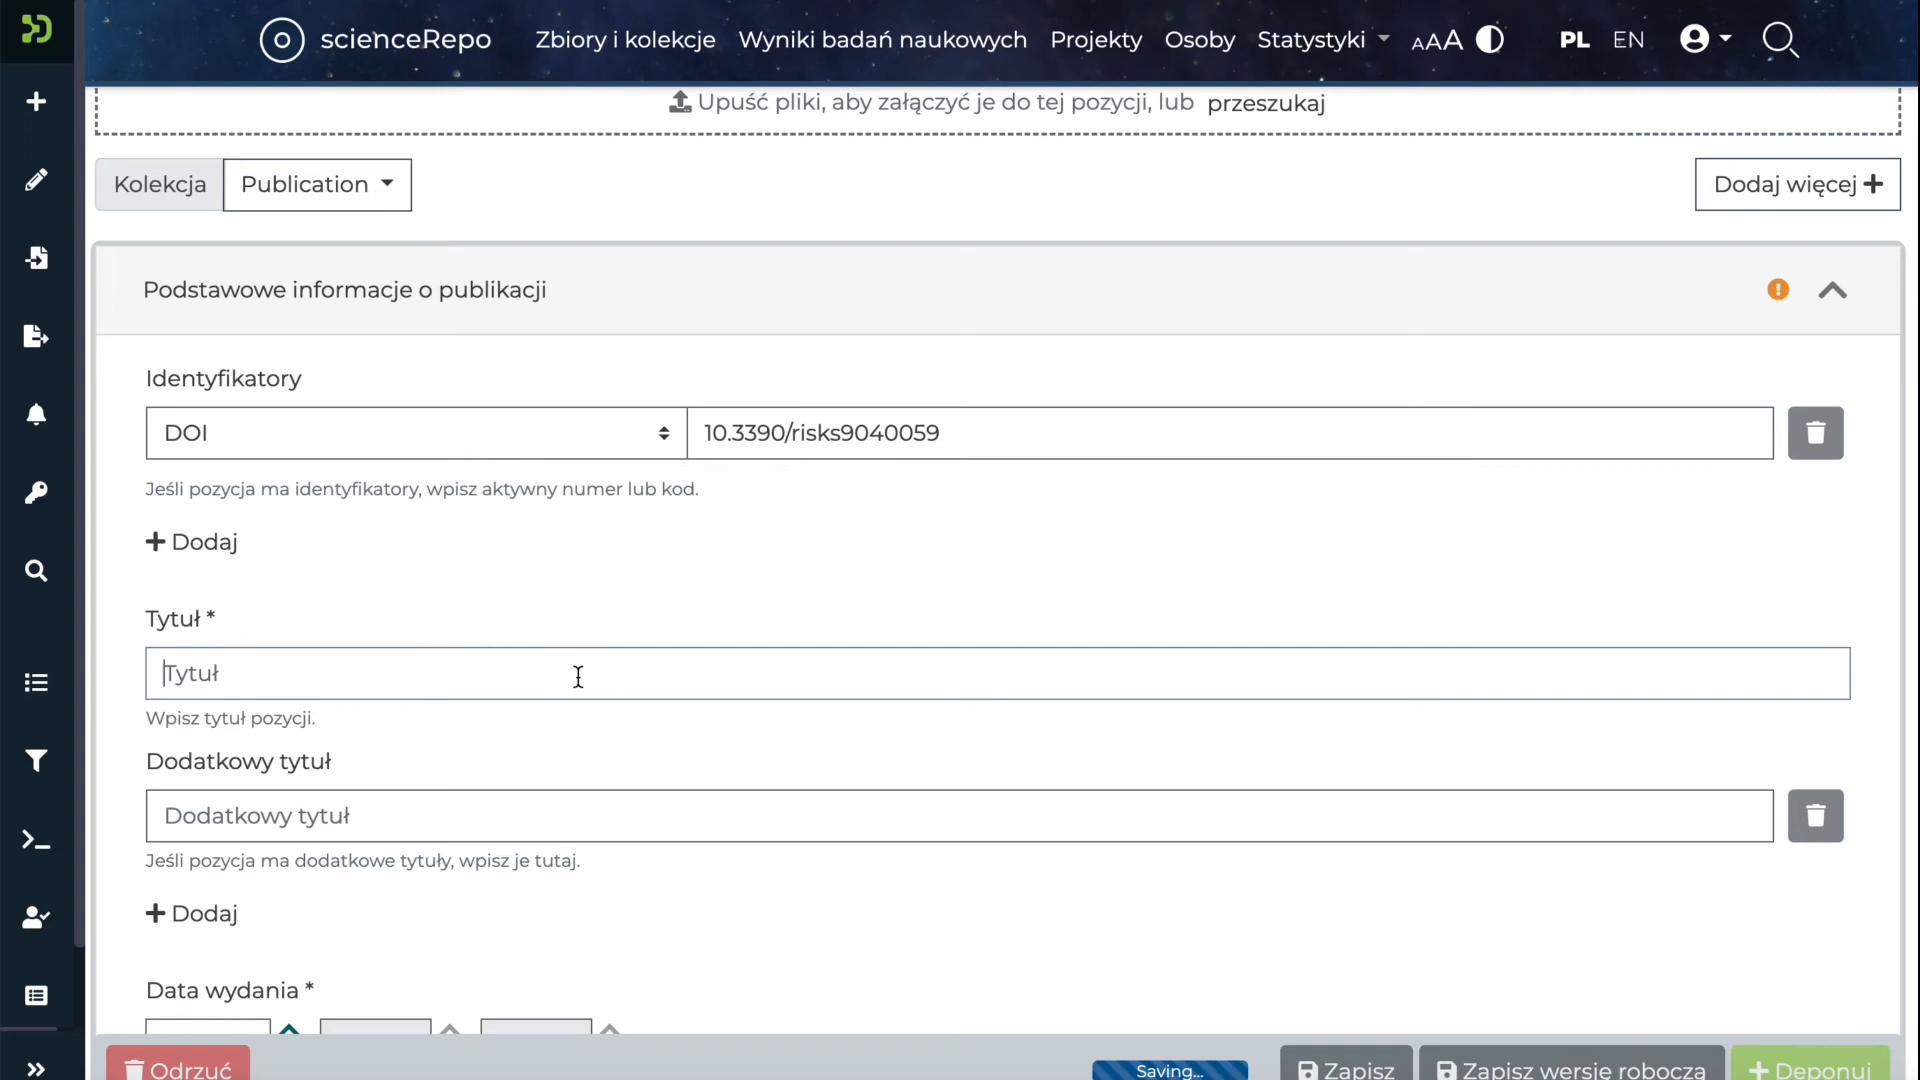 scienceRepo Zbiory i kolekcje Wyniki badań naukowych Projekty Osoby Statystyki AAA PL EN
Upuść pliki, aby załączyć je do tej pozycji, lub przeszukaj
Kolekcja Publication Dodaj więcej
Podstawowe informacje o publikacji
Identyfikatory
DOI 10.3390/risks9040059
Jeśli pozycja ma identyfikatory, wpisz aktywny numer lub kod.
Dodaj
Tytuł *
Tytuł
Wpisz tytuł pozycji.
Dodatkowy tytuł
Dodatkowy tytuł
Jeśli pozycja ma dodatkowe tytuły, wpisz je tutaj.
Dodaj
Data wydania *
Odrzuć Saving... Zapisz Zapisz wersję roboczą Deponuj